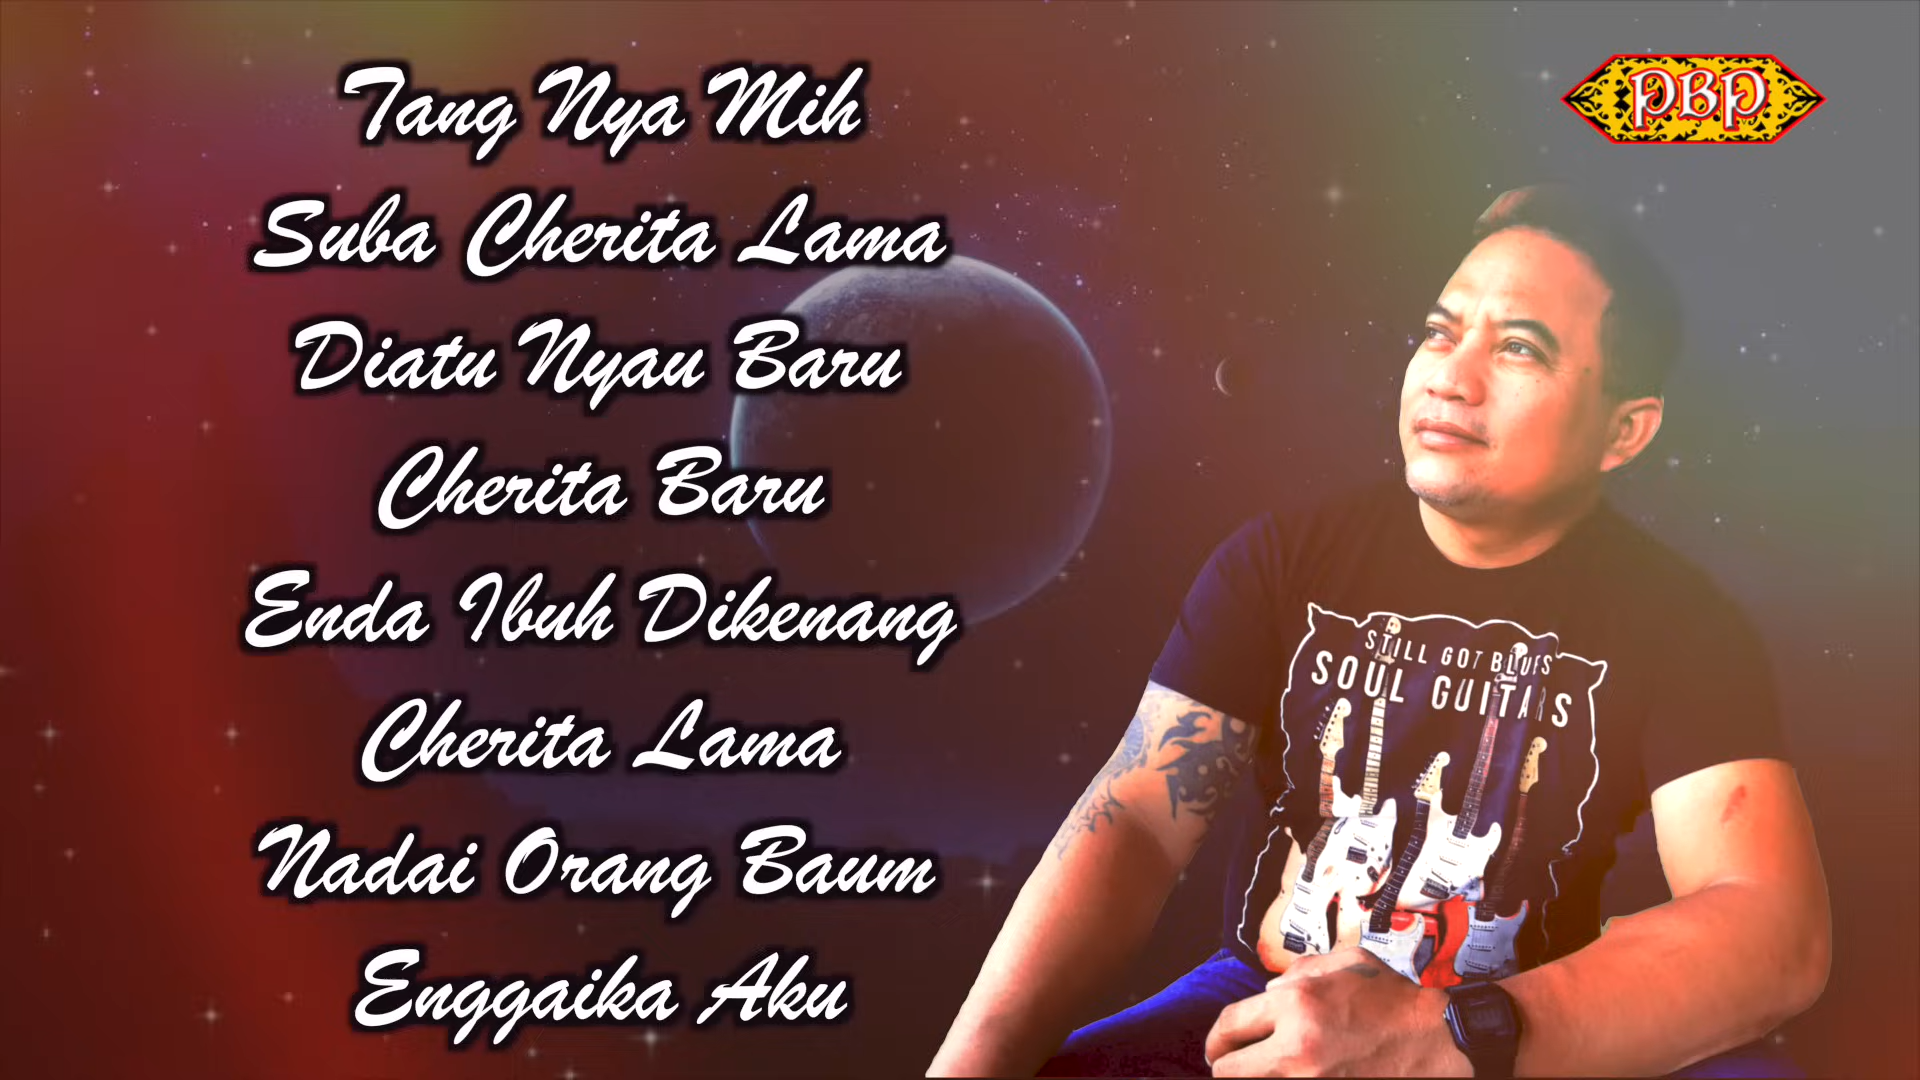 Tang Nya Mih
PBP
Suba Cherita Lama
Diatu Nyau Baru
Cherita Baru
Enda Ibuh Dikenang
Cherita Lama
Nadai Orang Baum
Enggaika Aku
STILL GOT BLUES
SOUL GUITARS